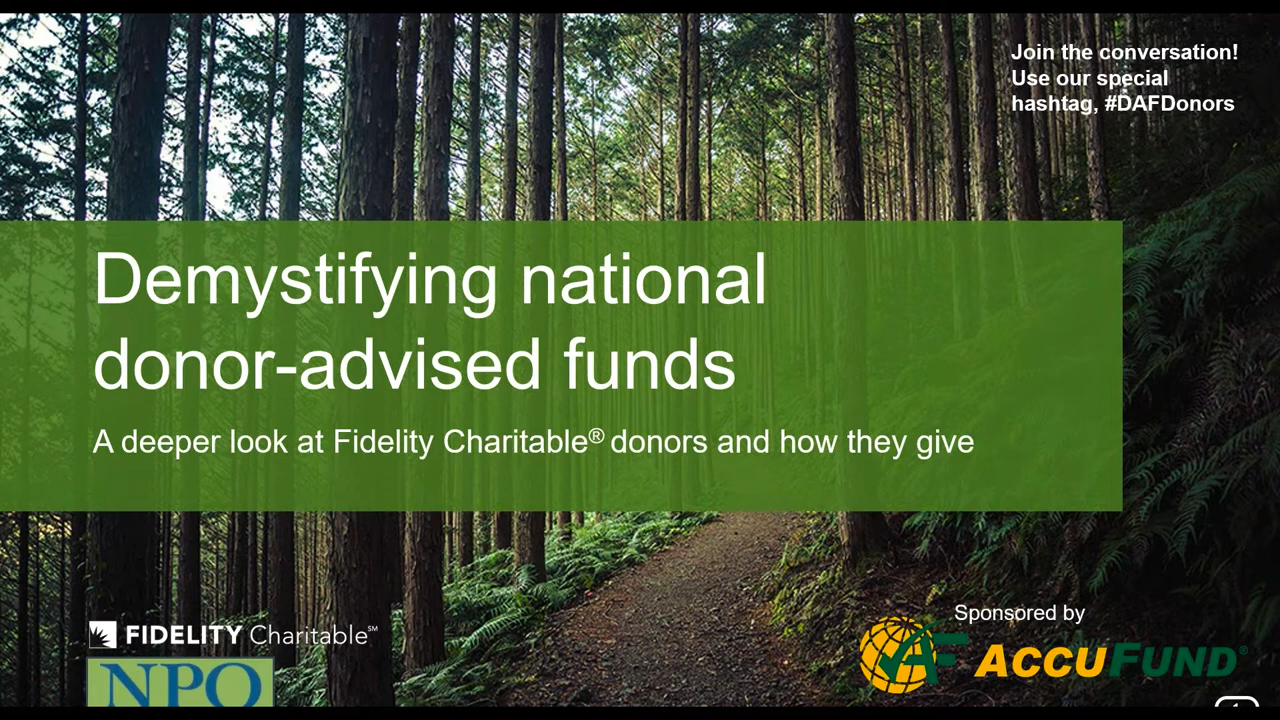 Join the conversation!
Use our special
hashtag, #DAFDonors
Demystifying national
donor-advised funds
A deeper look at Fidelity Charitable® donors and how they give
Sponsored by
FIDELITY Charitable℠
AF ACCUFUND®
NPO